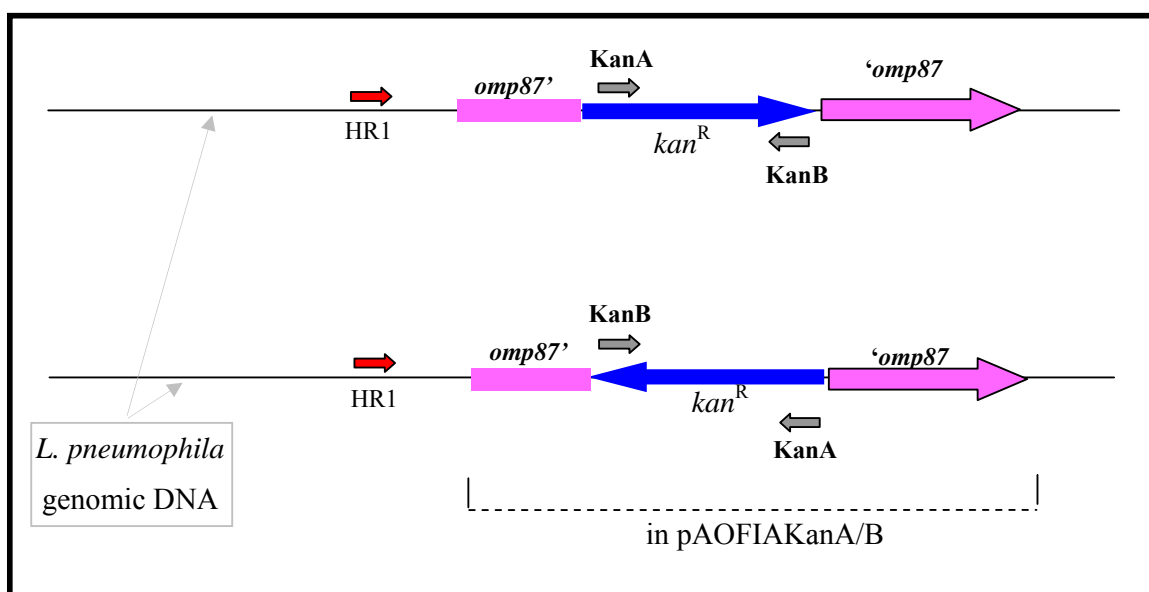 KanA
omp87’
‘omp87
HR1
kanR
KanB
KanB
omp87’
‘omp87
HR1
kanR
KanA
L. pneumophila
genomic DNA
in pAOFIAKanA/B